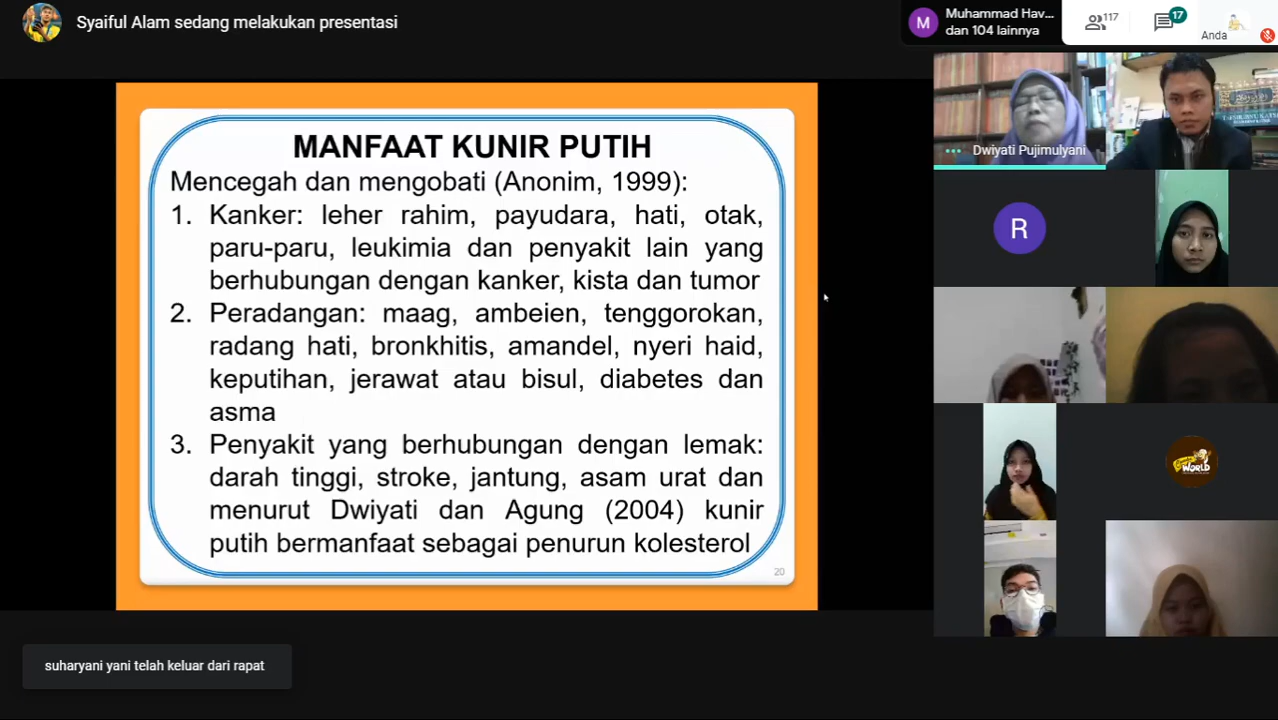 Syaiful Alam sedang melakukan presentasi
M
Muhammad Hav...
dan 104 lainnya
117
17
Anda
MANFAAT KUNIR PUTIH
Mencegah dan mengobati (Anonim, 1999):
1. Kanker: leher rahim, payudara, hati, otak,
paru-paru, leukimia dan penyakit lain yang
berhubungan dengan kanker, kista dan tumor
2. Peradangan: maag, ambeien, tenggorokan,
radang hati, bronkhitis, amandel, nyeri haid,
keputihan, jerawat atau bisul, diabetes dan
asma
3. Penyakit yang berhubungan dengan lemak:
darah tinggi, stroke, jantung, asam urat dan
menurut Dwiyati dan Agung (2004) kunir
putih bermanfaat sebagai penurun kolesterol
20
Dwiyati Pujimulyani
R
WORLD
suharyani yani telah keluar dari rapat